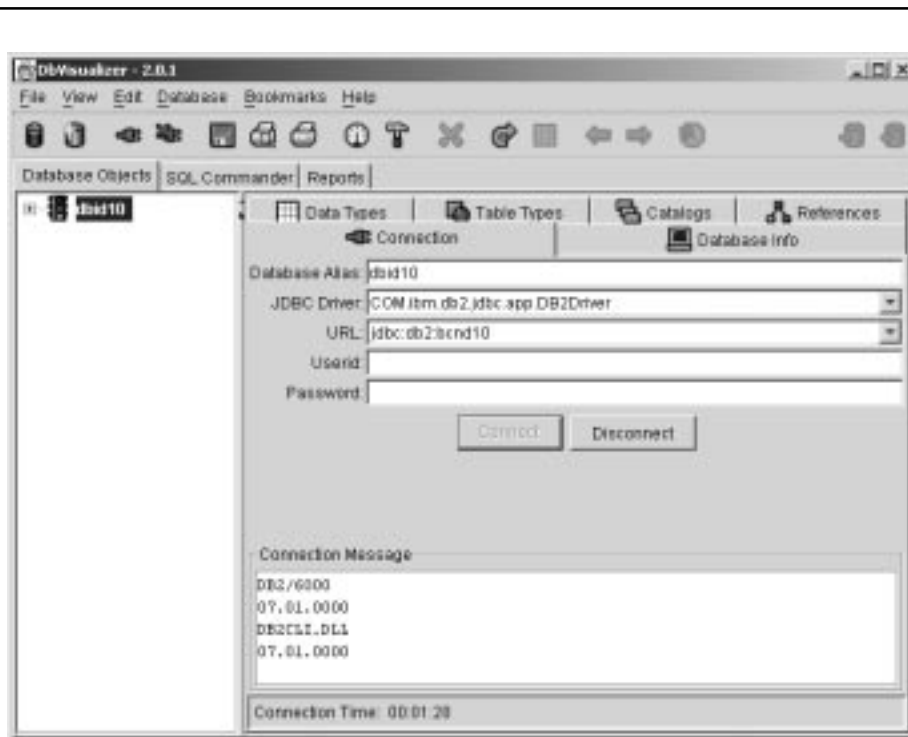 DbVisualizer - 2.0.1
File View Edit Database Bookmarks Help
Database Objects SQL Commander Reports
dbid10
Data Types Table Types Catalogs References
Connection Database Info
Database Alias: dbid10
JDBC Driver: COM.ibm.db2.jdbc.app.DB2Driver
URL: jdbc:db2:bcnd10
Userid:
Password:
Connect Disconnect
Connection Message
DB2/6000
07.01.0000
DB2CLI.DLL
07.01.0000
Connection Time: 00:01:28